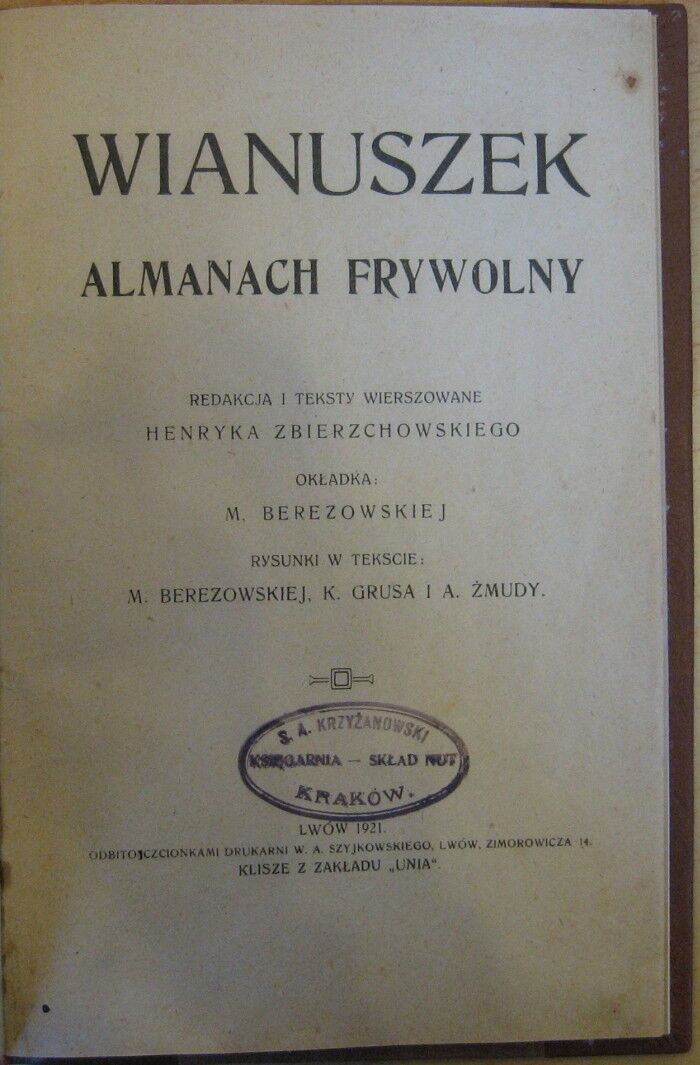 WIANUSZEK
ALMANACH FRYWOLNY
REDAKCJA I TEKSTY WIERSZOWANE
HENRYKA ZBIERZCHOWSKIEGO
OKŁADKA:
M. BEREZOWSKIEJ
RYSUNKI W TEKSCIE:
M. BEREZOWSKIEJ, K. GRUSA I A. ŻMUDY.
S. A. KRZYŻANOWSKI
KSIĘGARNIA — SKŁAD NUT
KRAKÓW.
LWÓW 1921.
ODBITO CZCIONKAMI DRUKARNI W. A. SZYJKOWSKIEGO, LWÓW, ZIMOROWICZA 14.
KLISZE Z ZAKŁADU „UNIA“.